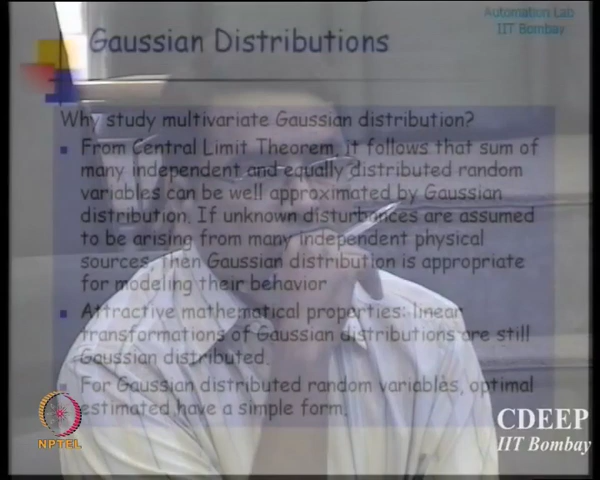 Automation Lab
IIT Bombay
Gaussian Distributions
Why study multivariate Gaussian distribution?
From Central Limit Theorem, it follows that sum of
many independent and equally distributed random
variables can be well approximated by Gaussian
distribution. If unknown disturbances are assumed
to be arising from many independent physical
sources, then Gaussian distribution is appropriate
for modeling their behavior
Attractive mathematical properties: linear
transformations of Gaussian distributions are still
Gaussian distributed.
For Gaussian distributed random variables, optimal
estimated have a simple form.
NPTEL
CDEEP
IIT Bombay